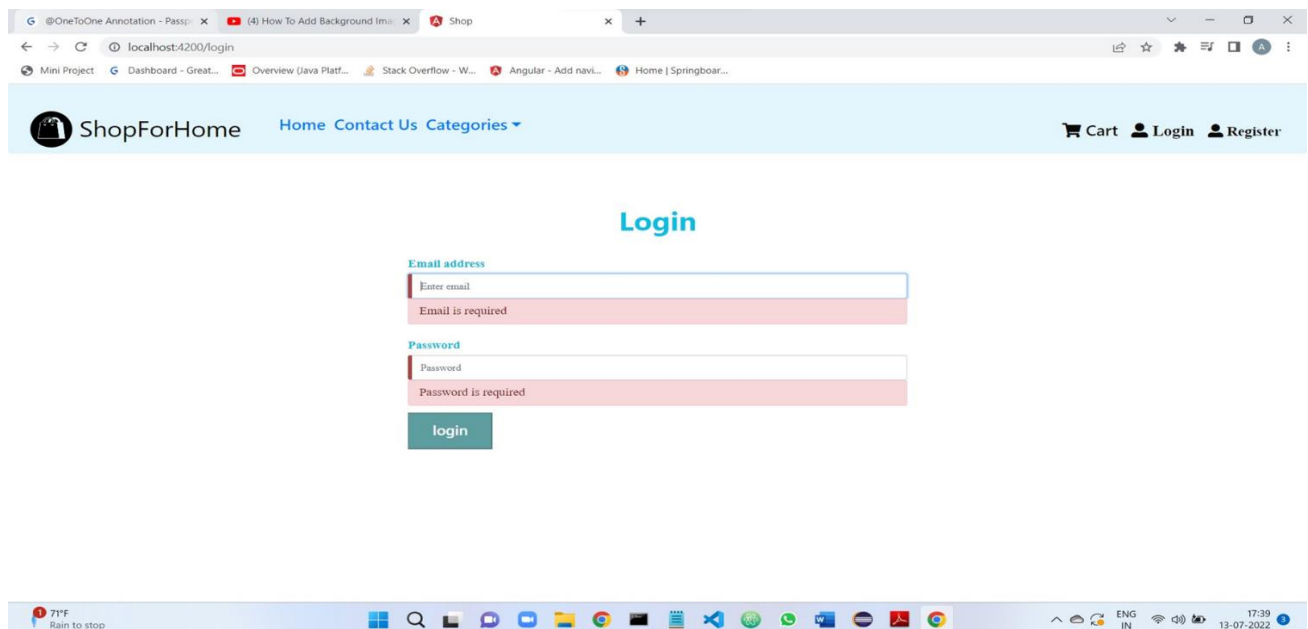 @OneToOne Annotation - Passp
(4) How To Add Background Ima
Shop
localhost:4200/login
Mini Project
Dashboard - Great...
Overview (Java Platf...
Stack Overflow - W...
Angular - Add navi...
Home | Springboar...
A
ShopForHome
Home Contact Us Categories
Cart Login Register
Login
Email address
Enter email
Email is required
Password
Password
Password is required
login
1
71°F
Rain to stop
ENG
IN
17:39
13-07-2022
3